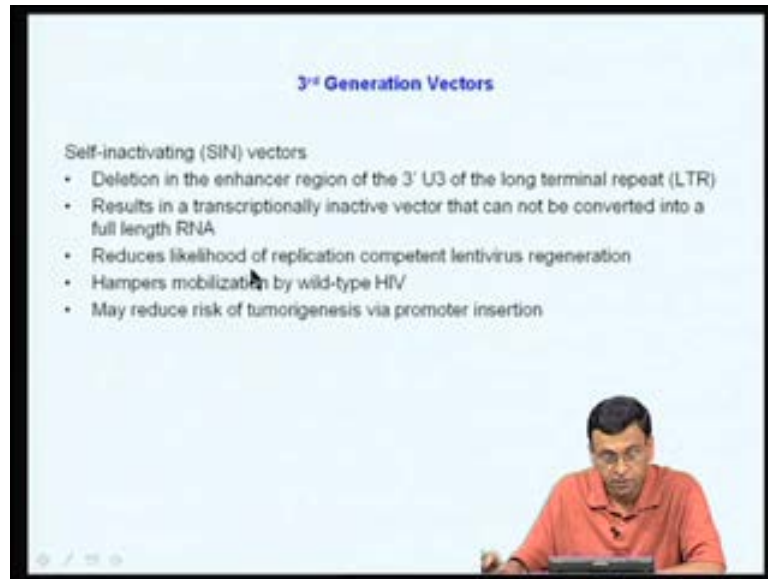 3rd Generation Vectors
Self-inactivating (SIN) vectors
• Deletion in the enhancer region of the 3' U3 of the long terminal repeat (LTR)
• Results in a transcriptionally inactive vector that can not be converted into a
full length RNA
• Reduces likelihood of replication competent lentivirus regeneration
• Hampers mobilization by wild-type HIV
• May reduce risk of tumorigenesis via promoter insertion